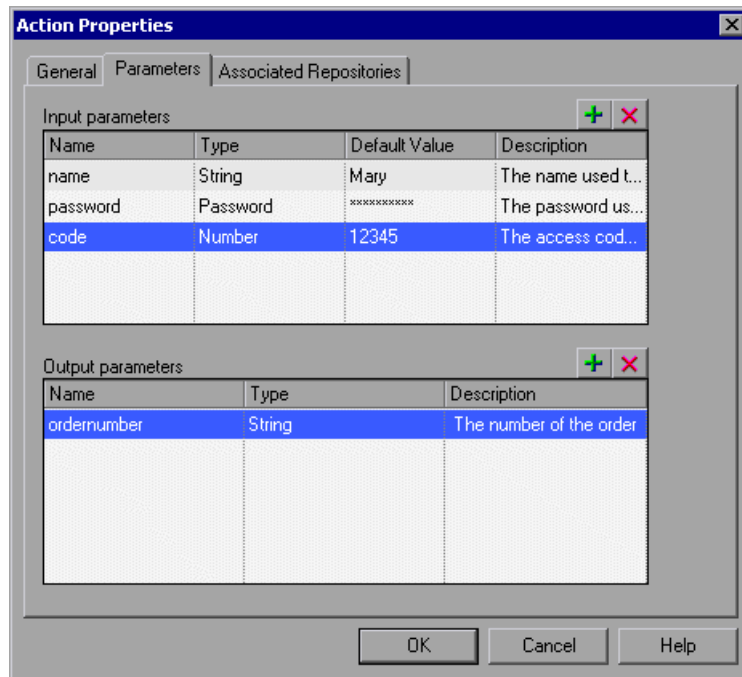 Action Properties
General Parameters Associated Repositories
Input parameters
Name Type Default Value Description
name String Mary The name used t...
password Password ********** The password us...
code Number 12345 The access cod...
Output parameters
Name Type Description
ordernumber String The number of the order
OK Cancel Help